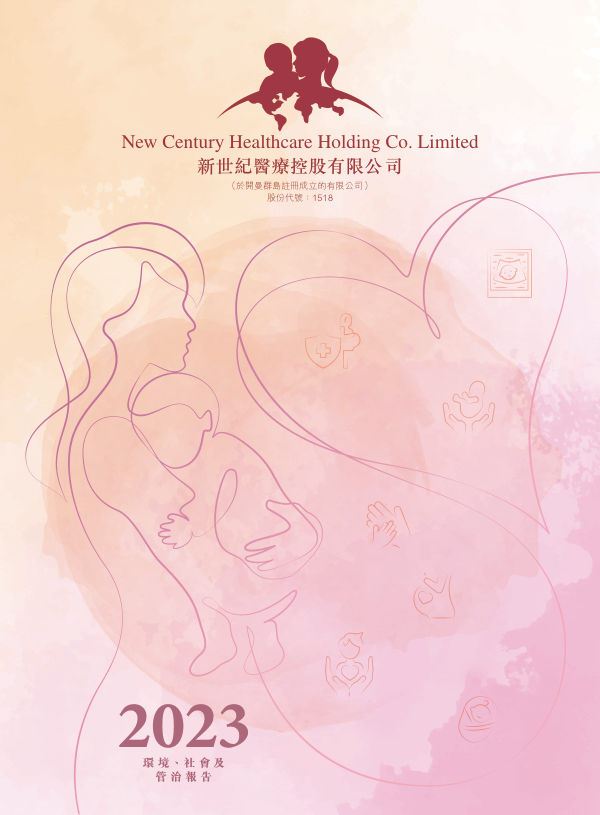 New Century Healthcare Holding Co. Limited
新世紀醫療控股有限公司
（於開曼群島註冊成立的有限公司）
股份代號：1518
2023
環境、社會及
管治報告